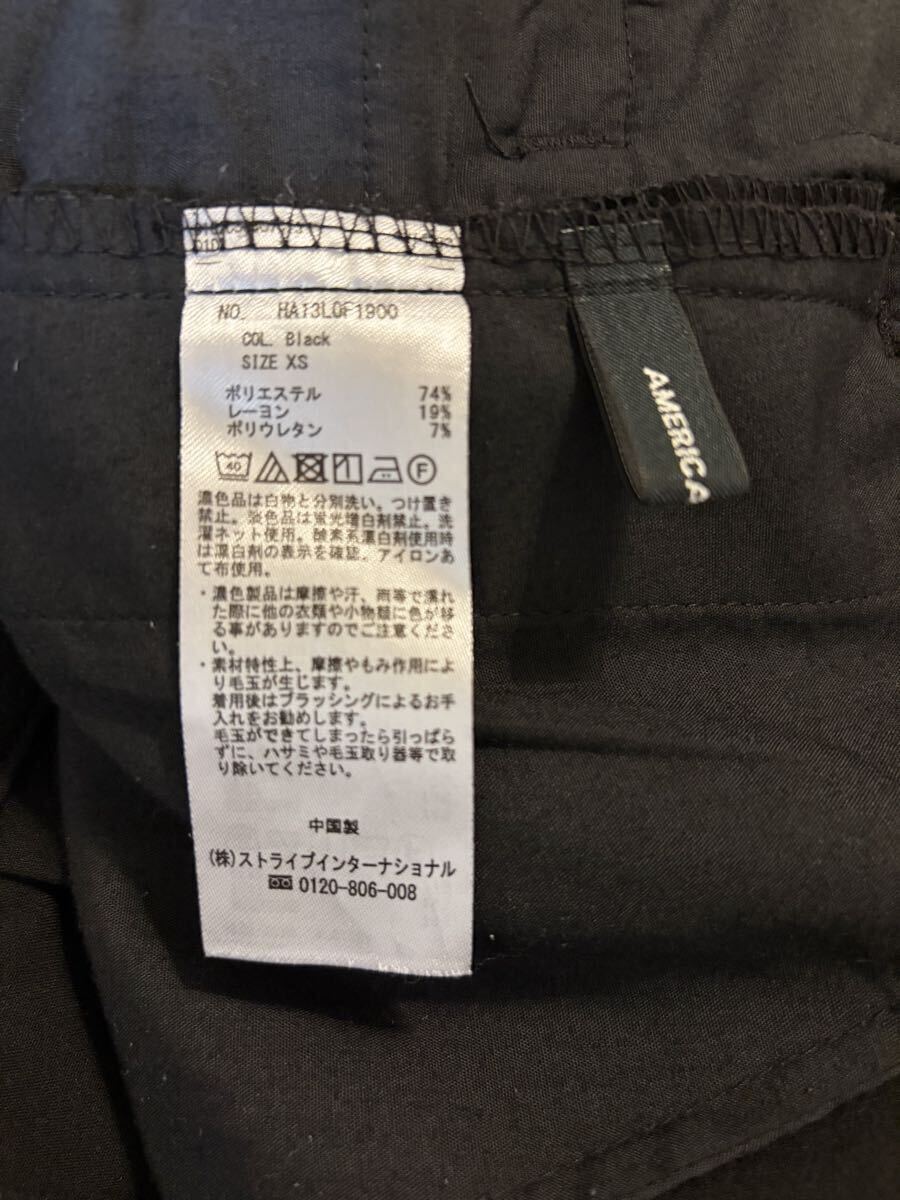 NO. HA13L0F1900
COL. Black
SIZE XS
ポリエステル 74%
レーヨン 19%
ポリウレタン 7%
40
F
濃色品は白物と分別洗い。つけ置き
禁止。淡色品は蛍光増白剤禁止。洗
濯ネット使用。酸素系漂白剤使用時
は漂白剤の表示を確認。アイロンあ
て布使用。
・濃色製品は摩擦や汗、雨等で濡れ
た際に他の衣類や小物類に色が移
る事がありますのでご注意くださ
い。
・素材特性上、摩擦やもみ作用によ
り毛玉が生じます。
着用後はブラッシングによるお手
入れをお勧めします。
毛玉ができてしまったら引っぱら
ずに、ハサミや毛玉取り器等で取
り除いてください。
中国製
(株)ストライプインターナショナル
0120-806-008
AMERICA